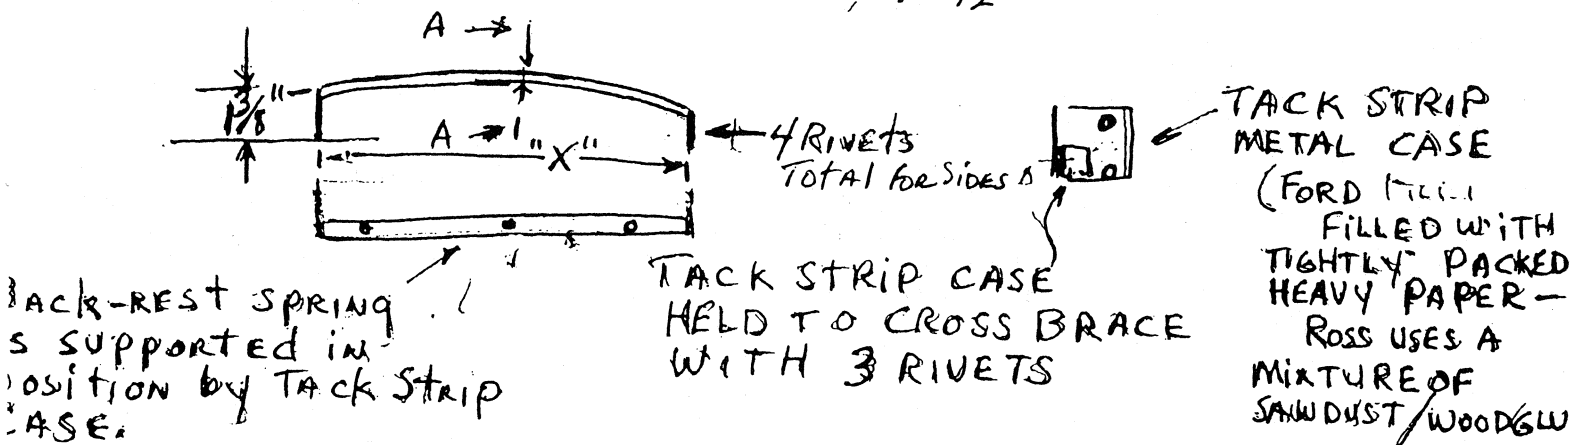 A
1 3/8"
A
"X"
4 RIVETS
TOTAL FOR SIDES
ACK-REST SPRING
S SUPPORTED in
OSITION by TACK STRIP
ASE.
TACK STRIP CASE
HELD TO CROSS BRACE
WITH 3 RIVETS
TACK STRIP
METAL CASE
(FORD
FILLED WITH
TIGHTLY PACKED
HEAVY PAPER —
ROSS USES A
MIXTURE OF
SAWDUST/WOODGLU